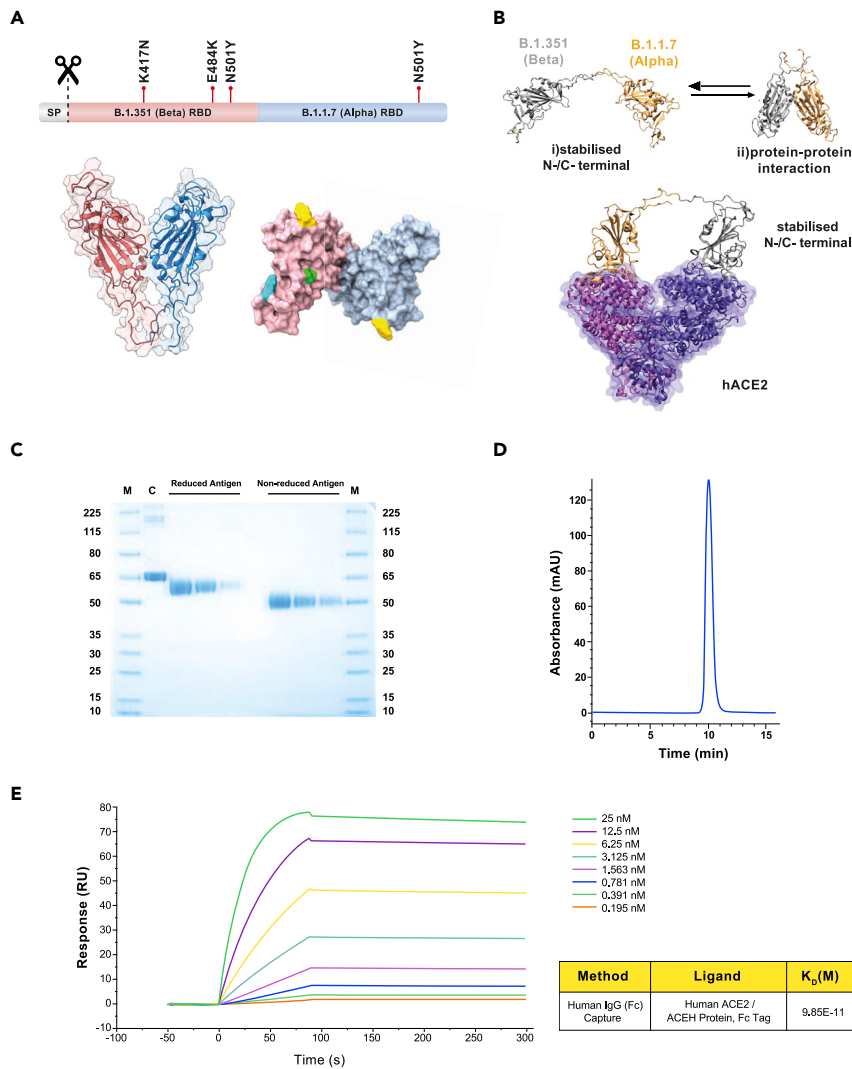 A
K417N
E484K
N501Y
N501Y
SP
B.1.351 (Beta) RBD
B.1.1.7 (Alpha) RBD
B
B.1.351
(Beta)
B.1.1.7
(Alpha)
i)stabilised
N-/C- terminal
ii)protein-protein
interaction
stabilised
N-/C- terminal
hACE2
C
M C Reduced Antigen Non-reduced Antigen M
225 225
115 115
80 80
65 65
50 50
35 35
30 30
25 25
15 15
10 10
D
Absorbance (mAU)
120
100
80
60
40
20
0
0 5 10 15
Time (min)
E
Response (RU)
80
70
60
50
40
30
20
10
0
-10
-100 -50 0 50 100 150 200 250 300
Time (s)
25 nM
12.5 nM
6.25 nM
3.125 nM
1.563 nM
0.781 nM
0.391 nM
0.195 nM
Method Ligand KD(M)
Human IgG (Fc)
Capture
Human ACE2 /
ACEH Protein, Fc Tag
9.85E-11